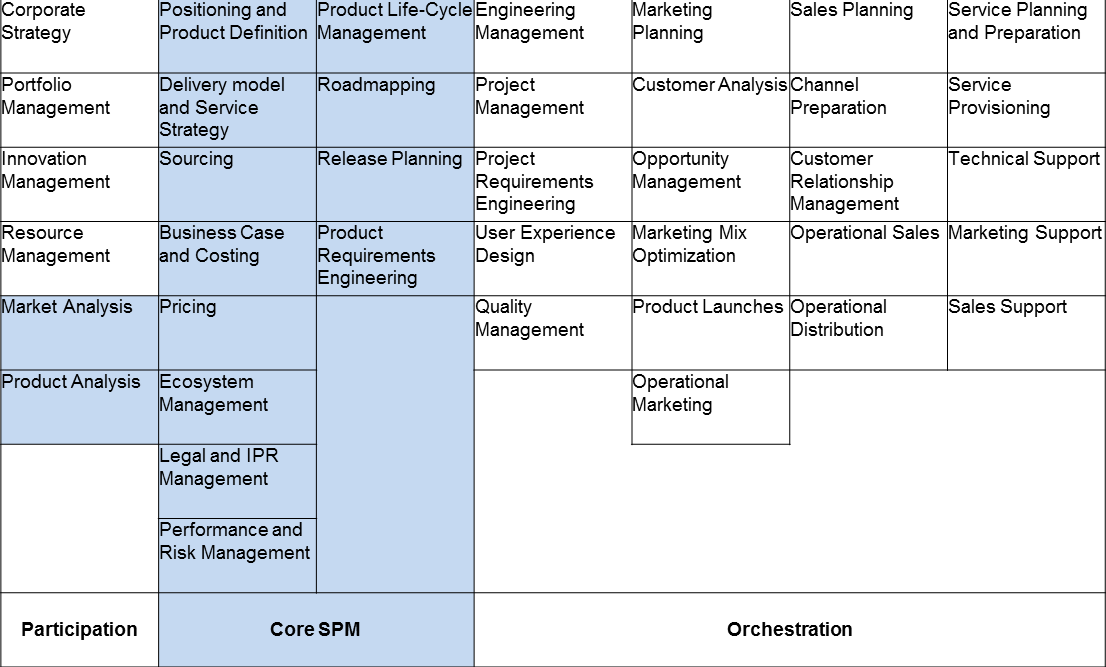 Corporate
Strategy
Positioning and
Product Definition
Product Life-Cycle
Management
Engineering
Management
Marketing
Planning
Sales Planning
Service Planning
and Preparation
Portfolio
Management
Delivery model
and Service
Strategy
Roadmapping
Project
Management
Customer Analysis
Channel
Preparation
Service
Provisioning
Innovation
Management
Sourcing
Release Planning
Project
Requirements
Engineering
Opportunity
Management
Customer
Relationship
Management
Technical Support
Resource
Management
Business Case
and Costing
Product
Requirements
Engineering
User Experience
Design
Marketing Mix
Optimization
Operational Sales
Marketing Support
Market Analysis
Pricing
Quality
Management
Product Launches
Operational
Distribution
Sales Support
Product Analysis
Ecosystem
Management
Operational
Marketing
Legal and IPR
Management
Performance and
Risk Management
Participation
Core SPM
Orchestration